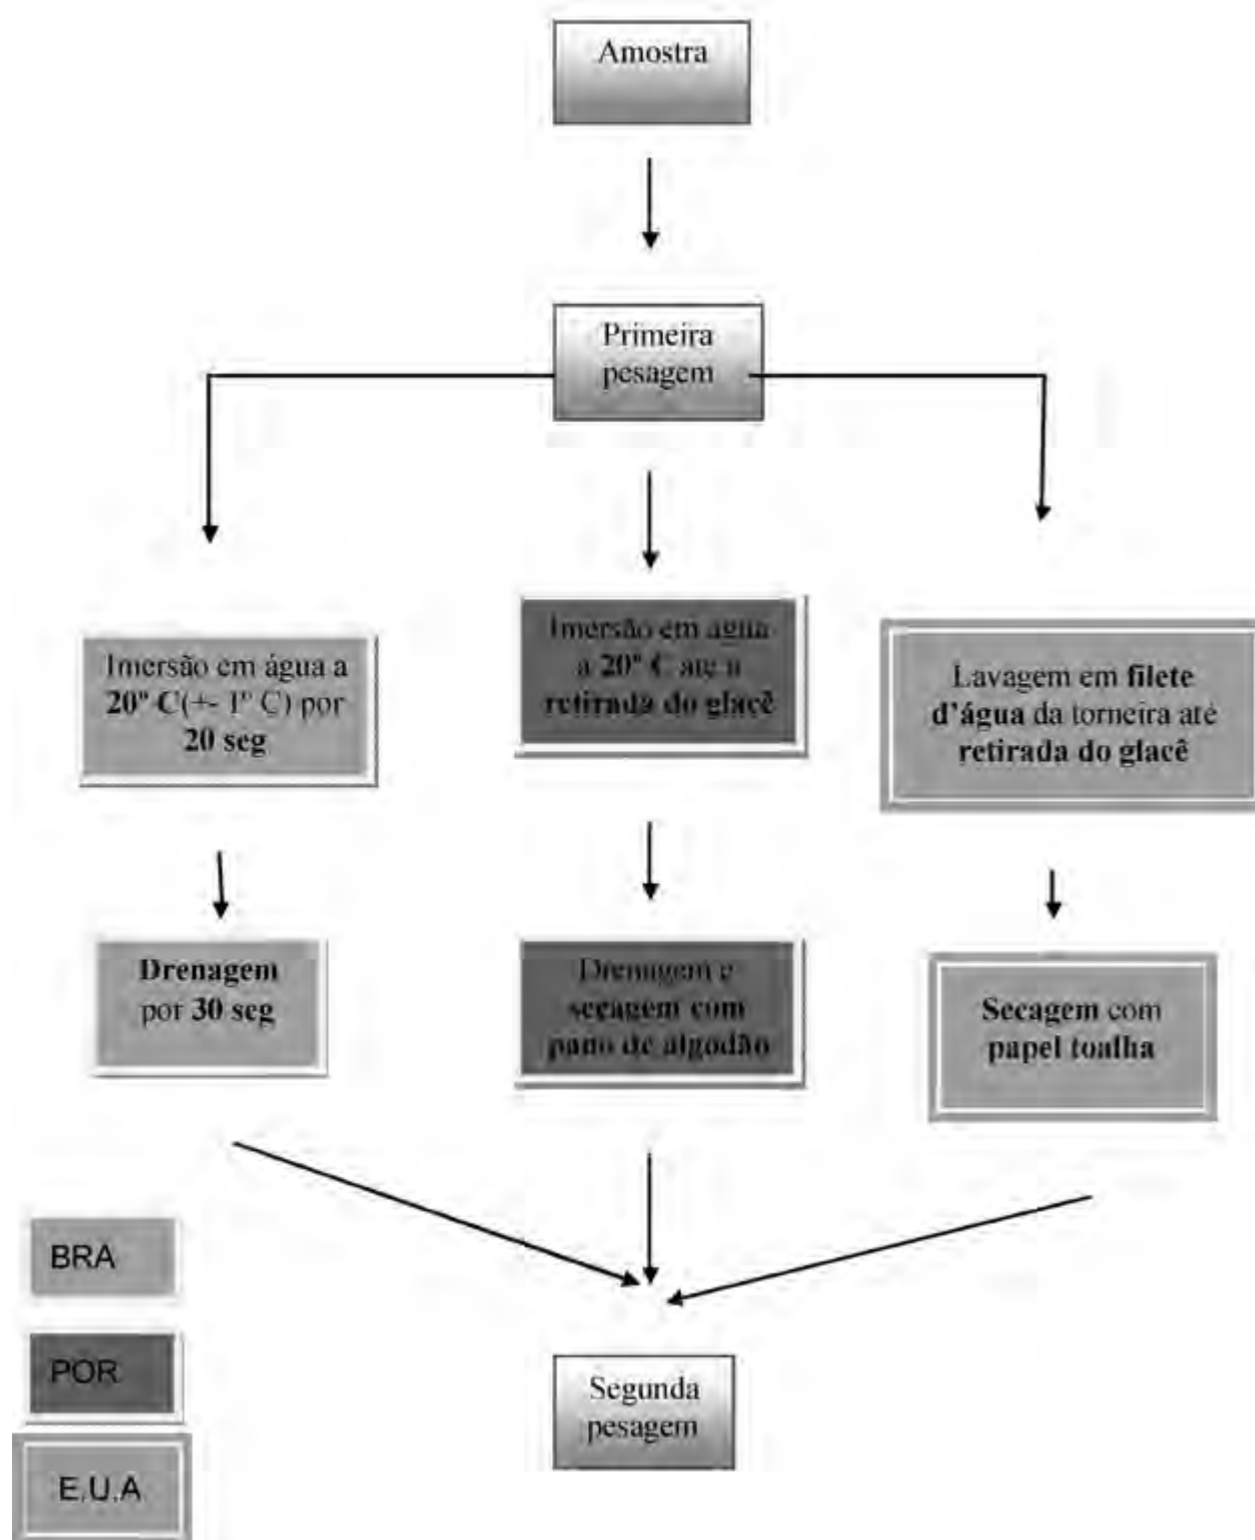 Amostra
Primeira
pesagem
Imersão em água a
20º C(+- 1º C) por
20 seg
Imersão em água
a 20º C até a
retirada do glacê
Lavagem em filete
d'água da torneira até
retirada do glacê
Drenagem
por 30 seg
Drenagem e
secagem com
pano de algodão
Secagem com
papel toalha
BRA
POR
E.U.A
Segunda
pesagem